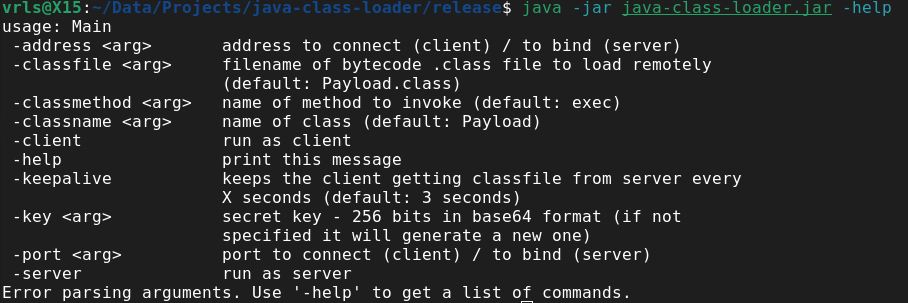 vrls@X15:~/Data/Projects/java-class-loader/release$ java -jar java-class-loader.jar -help
usage: Main
 -address <arg>       address to connect (client) / to bind (server)
 -classfile <arg>     filename of bytecode .class file to load remotely
                      (default: Payload.class)
 -classmethod <arg>   name of method to invoke (default: exec)
 -classname <arg>     name of class (default: Payload)
 -client              run as client
 -help                print this message
 -keepalive           keeps the client getting classfile from server every
                      X seconds (default: 3 seconds)
 -key <arg>           secret key - 256 bits in base64 format (if not
                      specified it will generate a new one)
 -port <arg>          port to connect (client) / to bind (server)
 -server              run as server
Error parsing arguments. Use '-help' to get a list of commands.